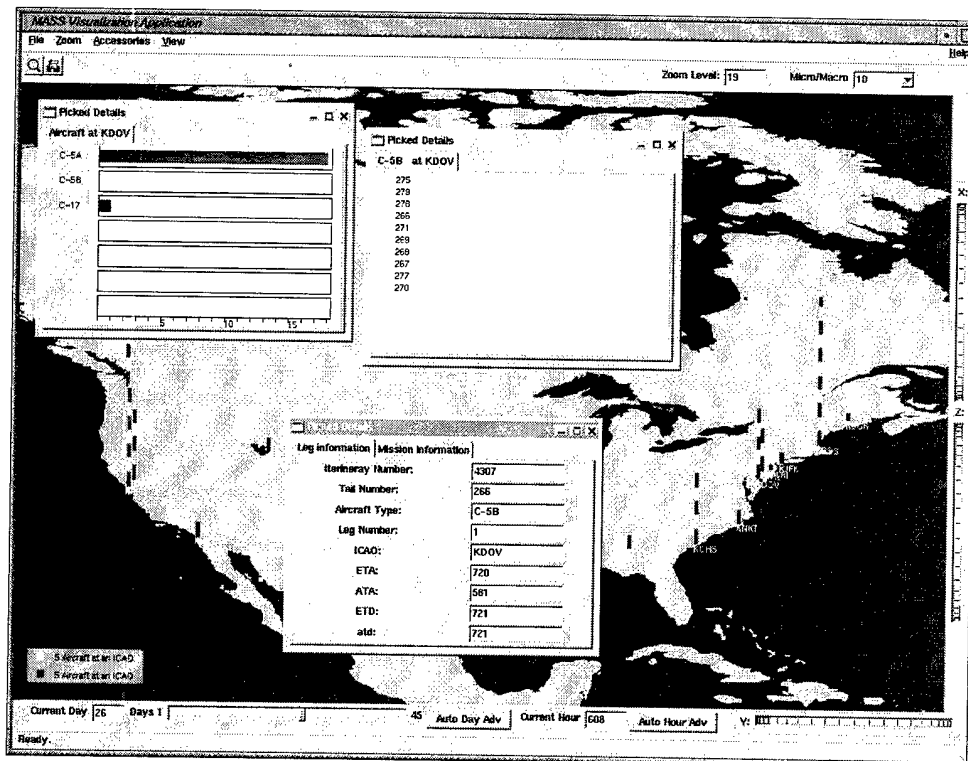 MASS Visualization Application
File Zoom Accessories View
Help
Zoom Level: 19 Micro/Macro 10
Picked Details
Aircraft at KDOV
C-5A
C-5B
C-17
5 10 15
Picked Details
C-5B at KDOV
275
279
278
266
271
269
268
267
277
270
X:
Z:
Leg Information Mission Information
Iterineray Number: 4307
Tail Number: 266
Aircraft Type: C-5B
Leg Number: 1
ICAO: KDOV
ETA: 720
ATA: 581
ETD: 721
atd: 721
KNKT
KCHS
5 Aircraft at an ICAO
5 Aircraft at an ICAO
Current Day 26 Days 1 45 Auto Day Adv Current Hour 608 Auto Hour Adv Y:
Ready.